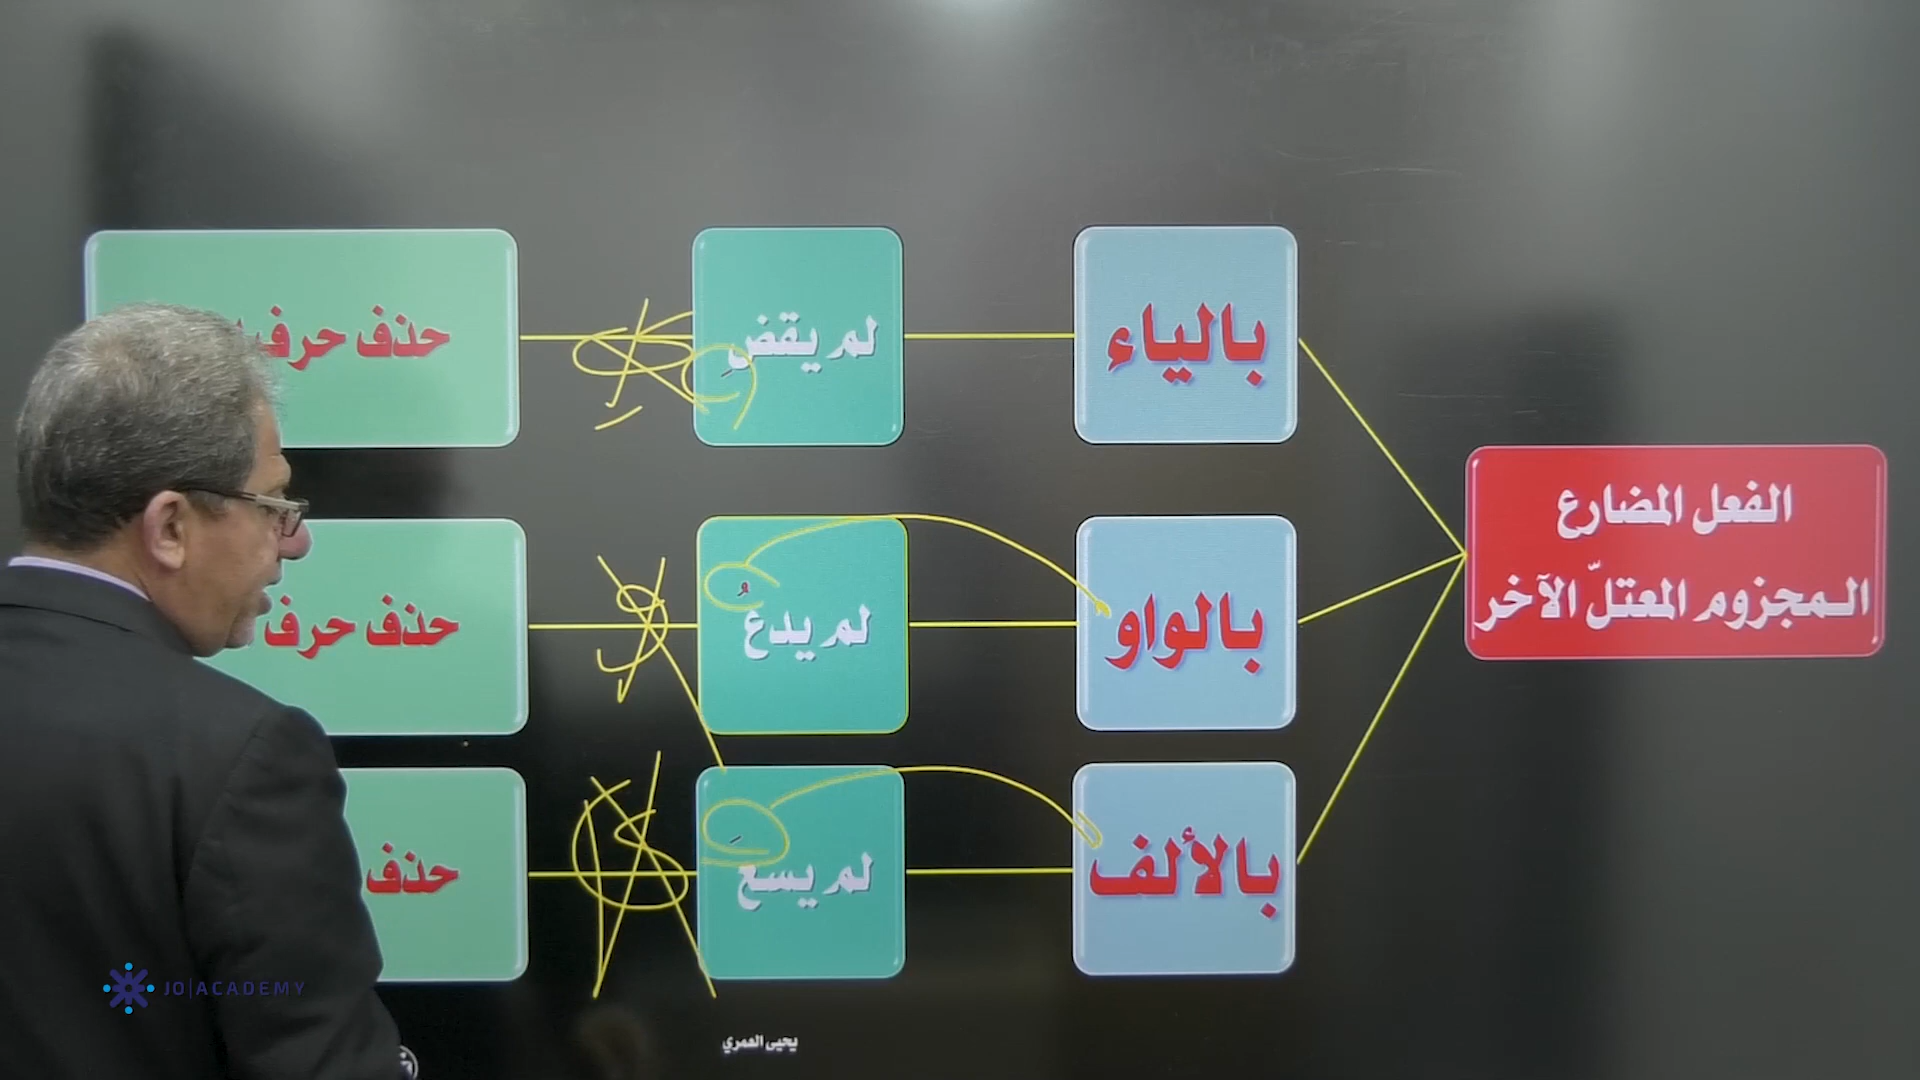 الفعل المضارع
المجزوم المعتلّ الآخر
بالياء
لم يقضِ
حذف حرف
بالواو
لم يدعُ
حذف حرف
بالألف
لم يسعَ
حذف
يحيى العمري
JO|ACADEMY